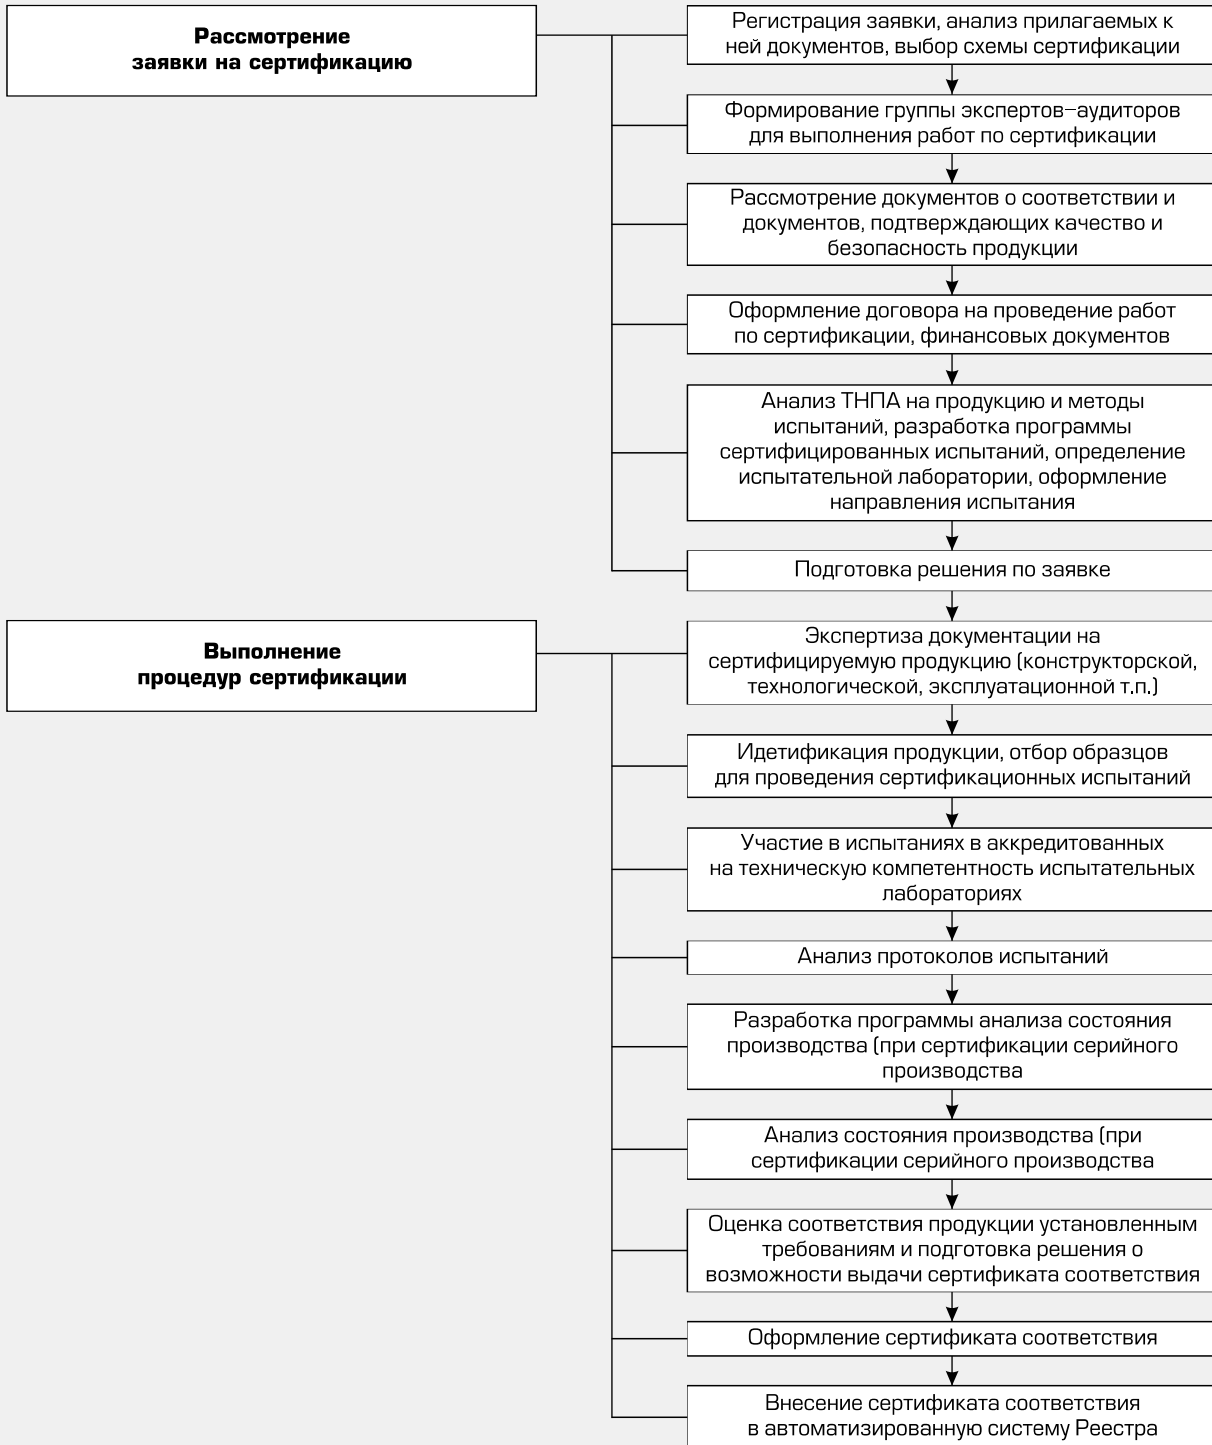 Рассмотрение
заявки на сертификацию
Регистрация заявки, анализ прилагаемых к
ней документов, выбор схемы сертификации
Формирование группы экспертов–аудиторов
для выполнения работ по сертификации
Рассмотрение документов о соответствии и
документов, подтверждающих качество и
безопасность продукции
Оформление договора на проведение работ
по сертификации, финансовых документов
Анализ ТНПА на продукцию и методы
испытаний, разработка программы
сертифицированных испытаний, определение
испытательной лаборатории, оформление
направления испытания
Подготовка решения по заявке
Выполнение
процедур сертификации
Экспертиза документации на
сертифицируемую продукцию (конструкторской,
технологической, эксплуатационной т.п.)
Идетификация продукции, отбор образцов
для проведения сертификационных испытаний
Участие в испытаниях в аккредитованных
на техническую компетентность испытательных
лабораториях
Анализ протоколов испытаний
Разработка программы анализа состояния
производства (при сертификации серийного
производства
Анализ состояния производства (при
сертификации серийного производства
Оценка соответствия продукции установленным
требованиям и подготовка решения о
возможности выдачи сертификата соответствия
Оформление сертификата соответствия
Внесение сертификата соответствия
в автоматизированную систему Реестра